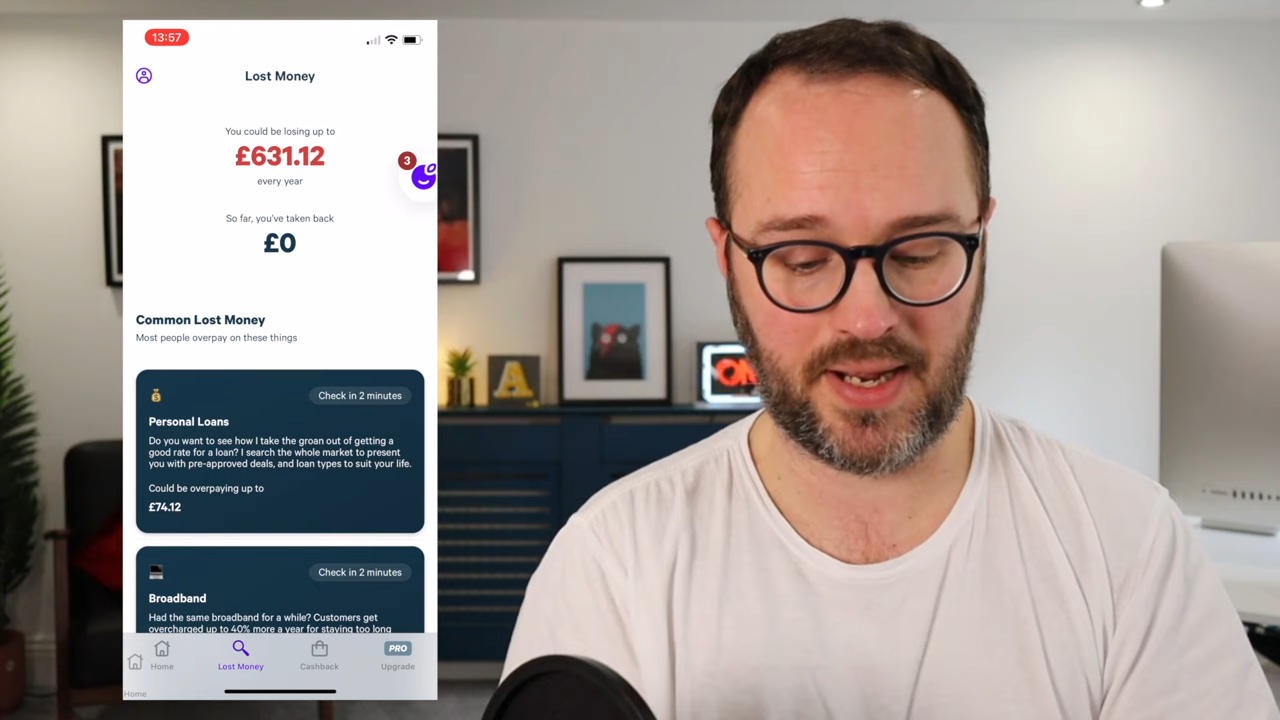 13:57
Lost Money
You could be losing up to
£631.12
3
every year
So far, you've taken back
£0
Common Lost Money
Most people overpay on these things
Check in 2 minutes
Personal Loans
Do you want to see how I take the groan out of getting a
good rate for a loan? I search the whole market to present
you with pre-approved deals, and loan types to suit your life.
Could be overpaying up to
£74.12
Check in 2 minutes
Broadband
Had the same broadband for a while? Customers get
overcharged up to 40% more a year for staying too long
Home
Lost Money
Cashback
PRO
Upgrade
Home
A